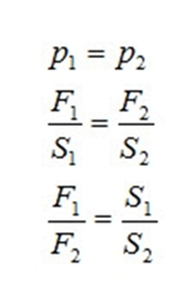 p₁ = p₂
F₁/S₁ = F₂/S₂
F₁/F₂ = S₁/S₂